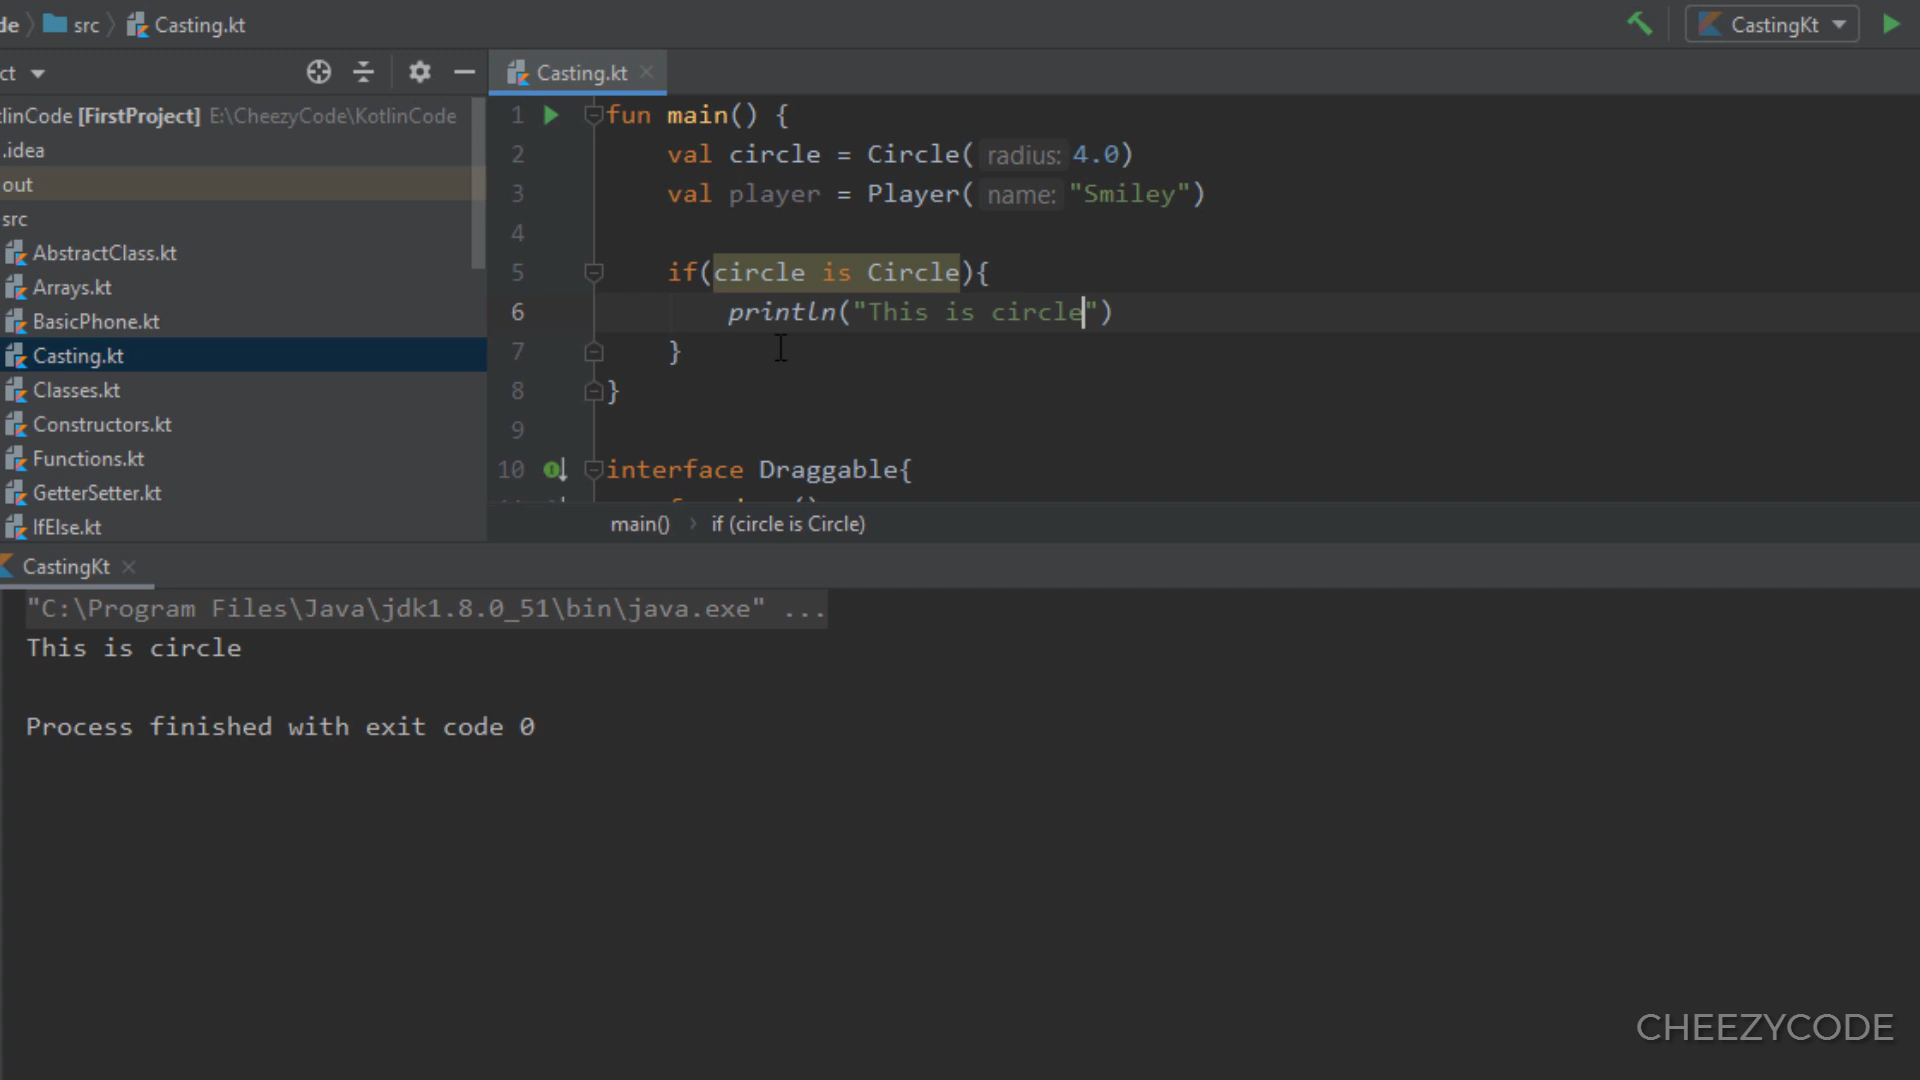 de src Casting.kt CastingKt
ct Casting.kt
linCode [FirstProject] E:\CheezyCode\KotlinCode
.idea
out
src
AbstractClass.kt
Arrays.kt
BasicPhone.kt
Casting.kt
Classes.kt
Constructors.kt
Functions.kt
GetterSetter.kt
IfElse.kt
1 fun main() {
2 val circle = Circle( radius: 4.0)
3 val player = Player( name: "Smiley")
4
5 if(circle is Circle){
6 println("This is circle")
7 }
8 }
9
10 interface Draggable{
main() › if (circle is Circle)
CastingKt
"C:\Program Files\Java\jdk1.8.0_51\bin\java.exe" ...
This is circle
Process finished with exit code 0
CHEEZYCODE